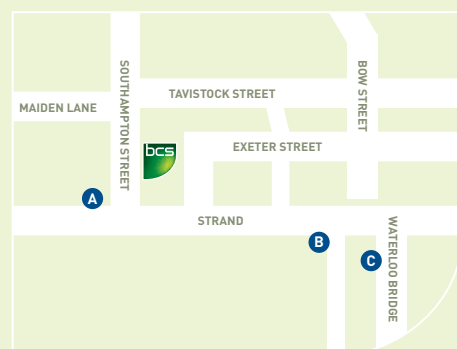 SOUTHAMPTON STREET
BOW STREET
TAVISTOCK STREET
MAIDEN LANE
bcs
EXETER STREET
A
STRAND
B
WATERLOO BRIDGE
C